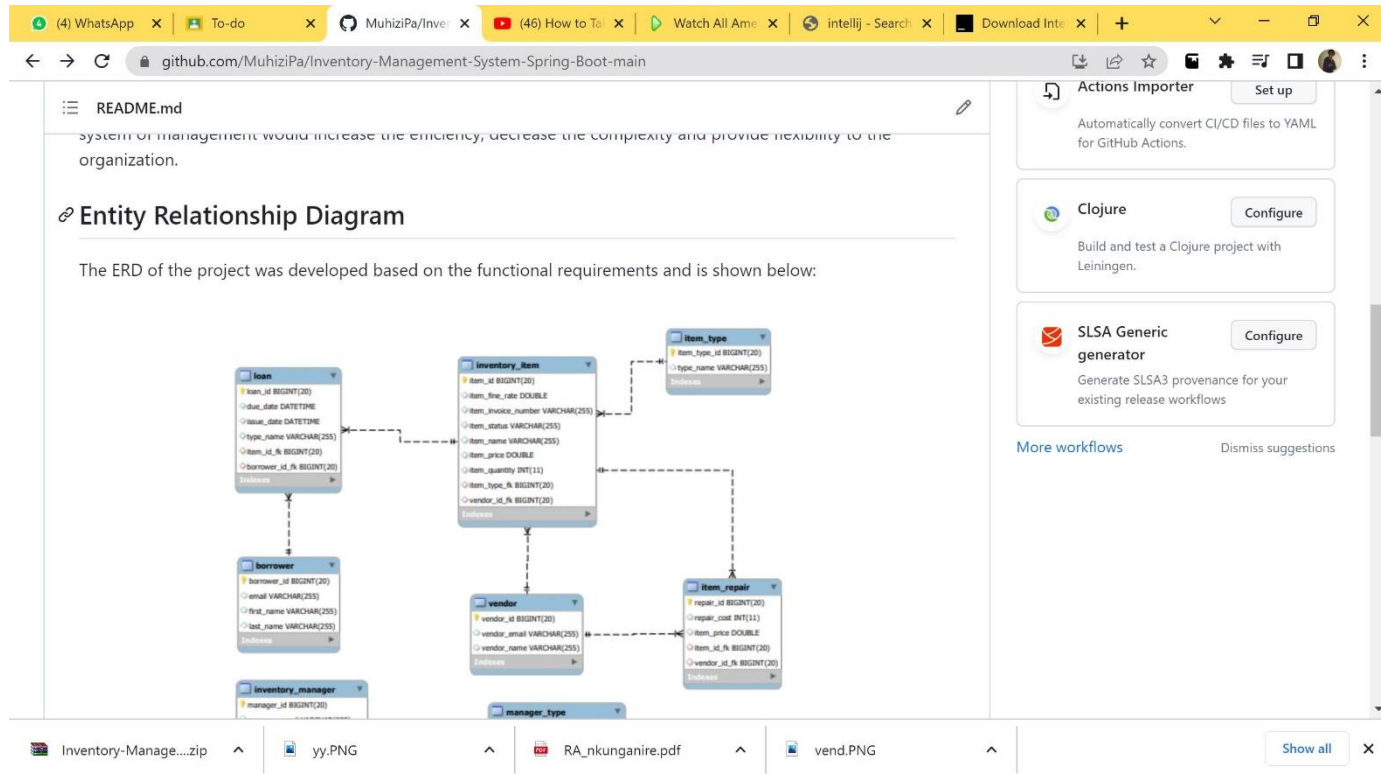 (4) WhatsApp
To-do
MuhiziPa/Inver
(46) How to Tal
Watch All Ame
intellij - Search
Download Inte
github.com/MuhiziPa/Inventory-Management-System-Spring-Boot-main
README.md
system of management would increase the efficiency, decrease the complexity and provide flexibility to the
organization.
Entity Relationship Diagram
The ERD of the project was developed based on the functional requirements and is shown below:
item_type
item_type_id BIGINT(20)
type_name VARCHAR(255)
Indexes
inventory_item
item_id BIGINT(20)
item_fine_rate DOUBLE
item_invoice_number VARCHAR(255)
item_status VARCHAR(255)
item_name VARCHAR(255)
item_price DOUBLE
item_quantity INT(11)
item_type_fk BIGINT(20)
vendor_id_fk BIGINT(20)
Indexes
loan
loan_id BIGINT(20)
due_date DATETIME
issue_date DATETIME
type_name VARCHAR(255)
item_id_fk BIGINT(20)
borrower_id_fk BIGINT(20)
Indexes
borrower
borrower_id BIGINT(20)
email VARCHAR(255)
first_name VARCHAR(255)
last_name VARCHAR(255)
Indexes
vendor
vendor_id BIGINT(20)
vendor_email VARCHAR(255)
vendor_name VARCHAR(255)
Indexes
item_repair
repair_id BIGINT(20)
repair_cost INT(11)
item_price DOUBLE
item_id_fk BIGINT(20)
vendor_id_fk BIGINT(20)
Indexes
inventory_manager
manager_id BIGINT(20)
manager_type
Actions Importer
Set up
Automatically convert CI/CD files to YAML
for GitHub Actions.
Clojure
Configure
Build and test a Clojure project with
Leiningen.
SLSA Generic
generator
Configure
Generate SLSA3 provenance for your
existing release workflows
More workflows
Dismiss suggestions
Inventory-Manage....zip
yy.PNG
RA_nkunganire.pdf
vend.PNG
Show all